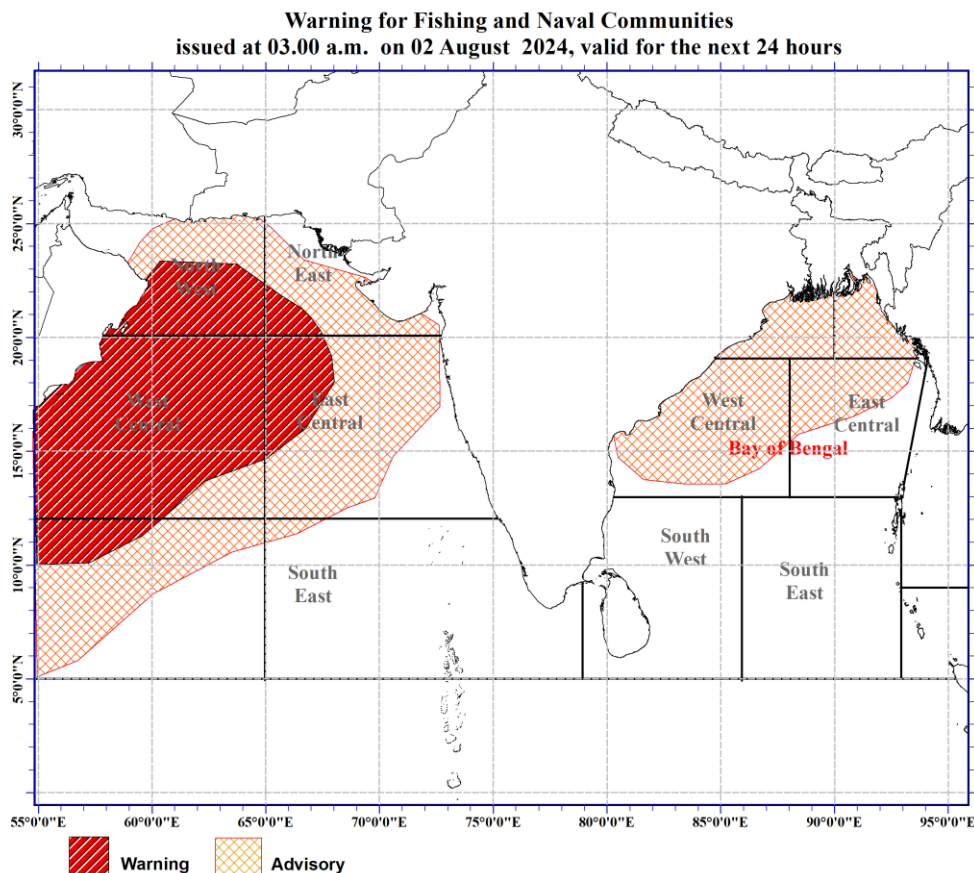 Warning for Fishing and Naval Communities
issued at 03.00 a.m. on 02 August 2024, valid for the next 24 hours
30°0'0"N
25°0'0"N
20°0'0"N
15°0'0"N
10°0'0"N
5°0'0"N
North
West
North
East
West
Central
East
Central
West
Central
East
Central
Bay of Bengal
South
West
South
East
South
East
55°0'0"E
60°0'0"E
65°0'0"E
70°0'0"E
75°0'0"E
80°0'0"E
85°0'0"E
90°0'0"E
95°0'0"E
Warning
Advisory